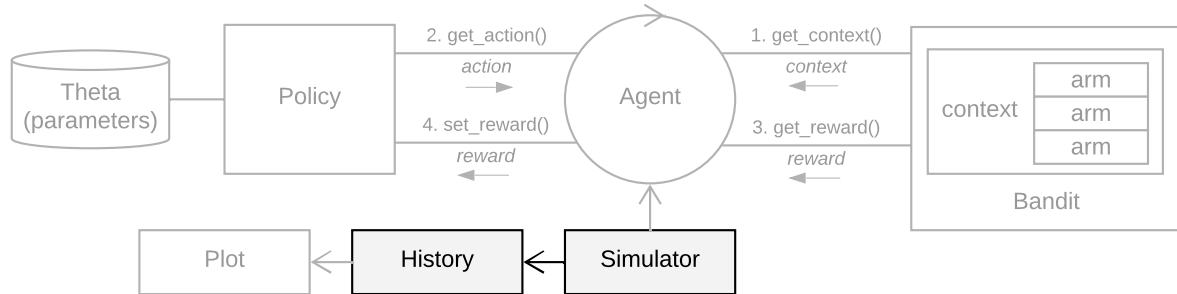 2. get_action()
1. get_context()
action
context
Theta
(parameters)
Policy
Agent
context
arm
arm
arm
4. set_reward()
3. get_reward()
reward
reward
Bandit
Plot
History
Simulator